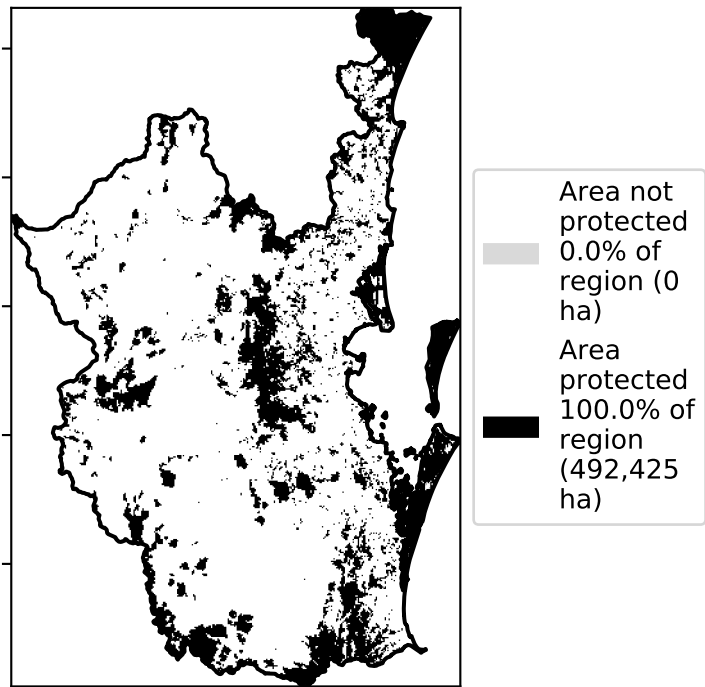 Area not
protected
0.0% of
region (0
ha)
Area
protected
100.0% of
region
(492,425
ha)